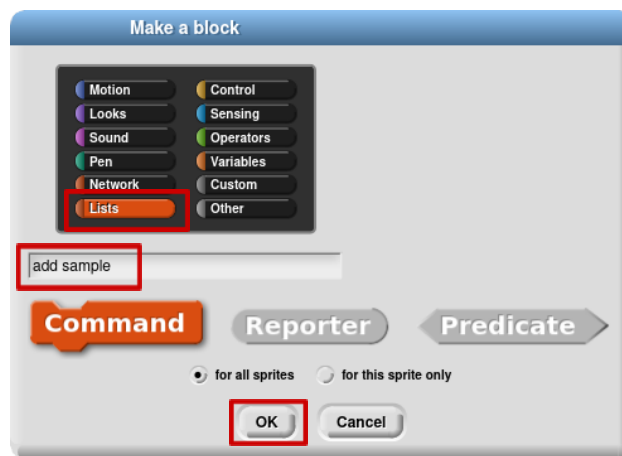 Make a block
Motion
Control
Looks
Sensing
Sound
Operators
Pen
Variables
Network
Custom
Lists
Other
add sample
Command
Reporter
Predicate
for all sprites
for this sprite only
OK
Cancel